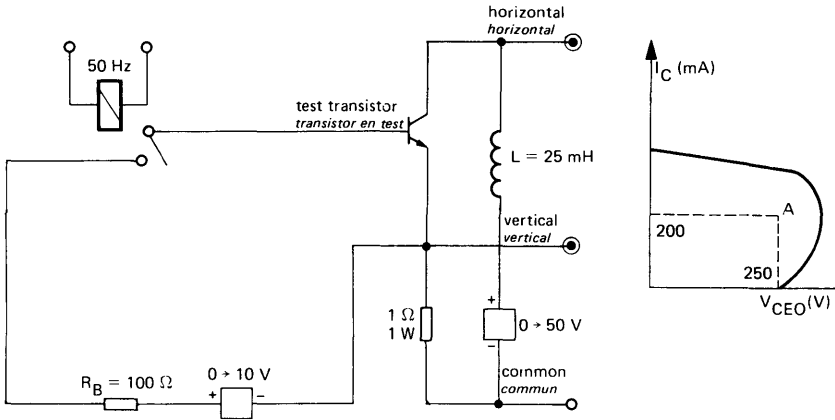 horizontal
horizontal
50 Hz
I_C (mA)
test transistor
transistor en test
L = 25 mH
vertical
vertical
A
200
250
V_CEO (V)
+
1 Ω
1 W
0 → 50 V
−
common
commun
R_B = 100 Ω
0 → 10 V
+
−